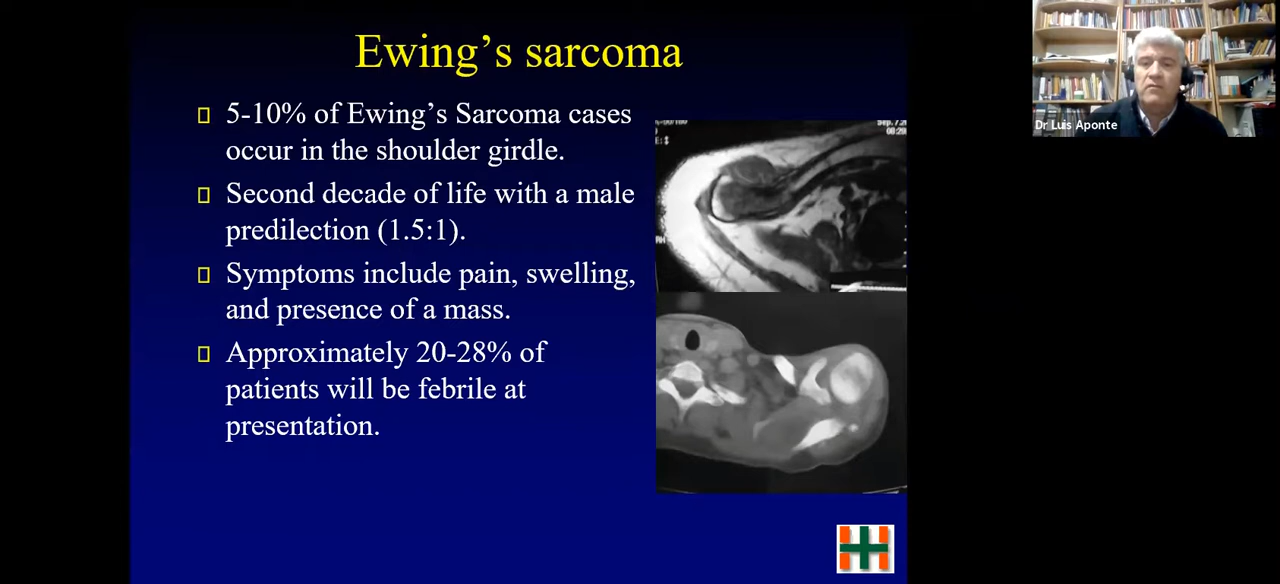 Ewing’s sarcoma
5-10% of Ewing’s Sarcoma cases
occur in the shoulder girdle.
Second decade of life with a male
predilection (1.5:1).
Symptoms include pain, swelling,
and presence of a mass.
Approximately 20-28% of
patients will be febrile at
presentation.
Dr Luis Aponte